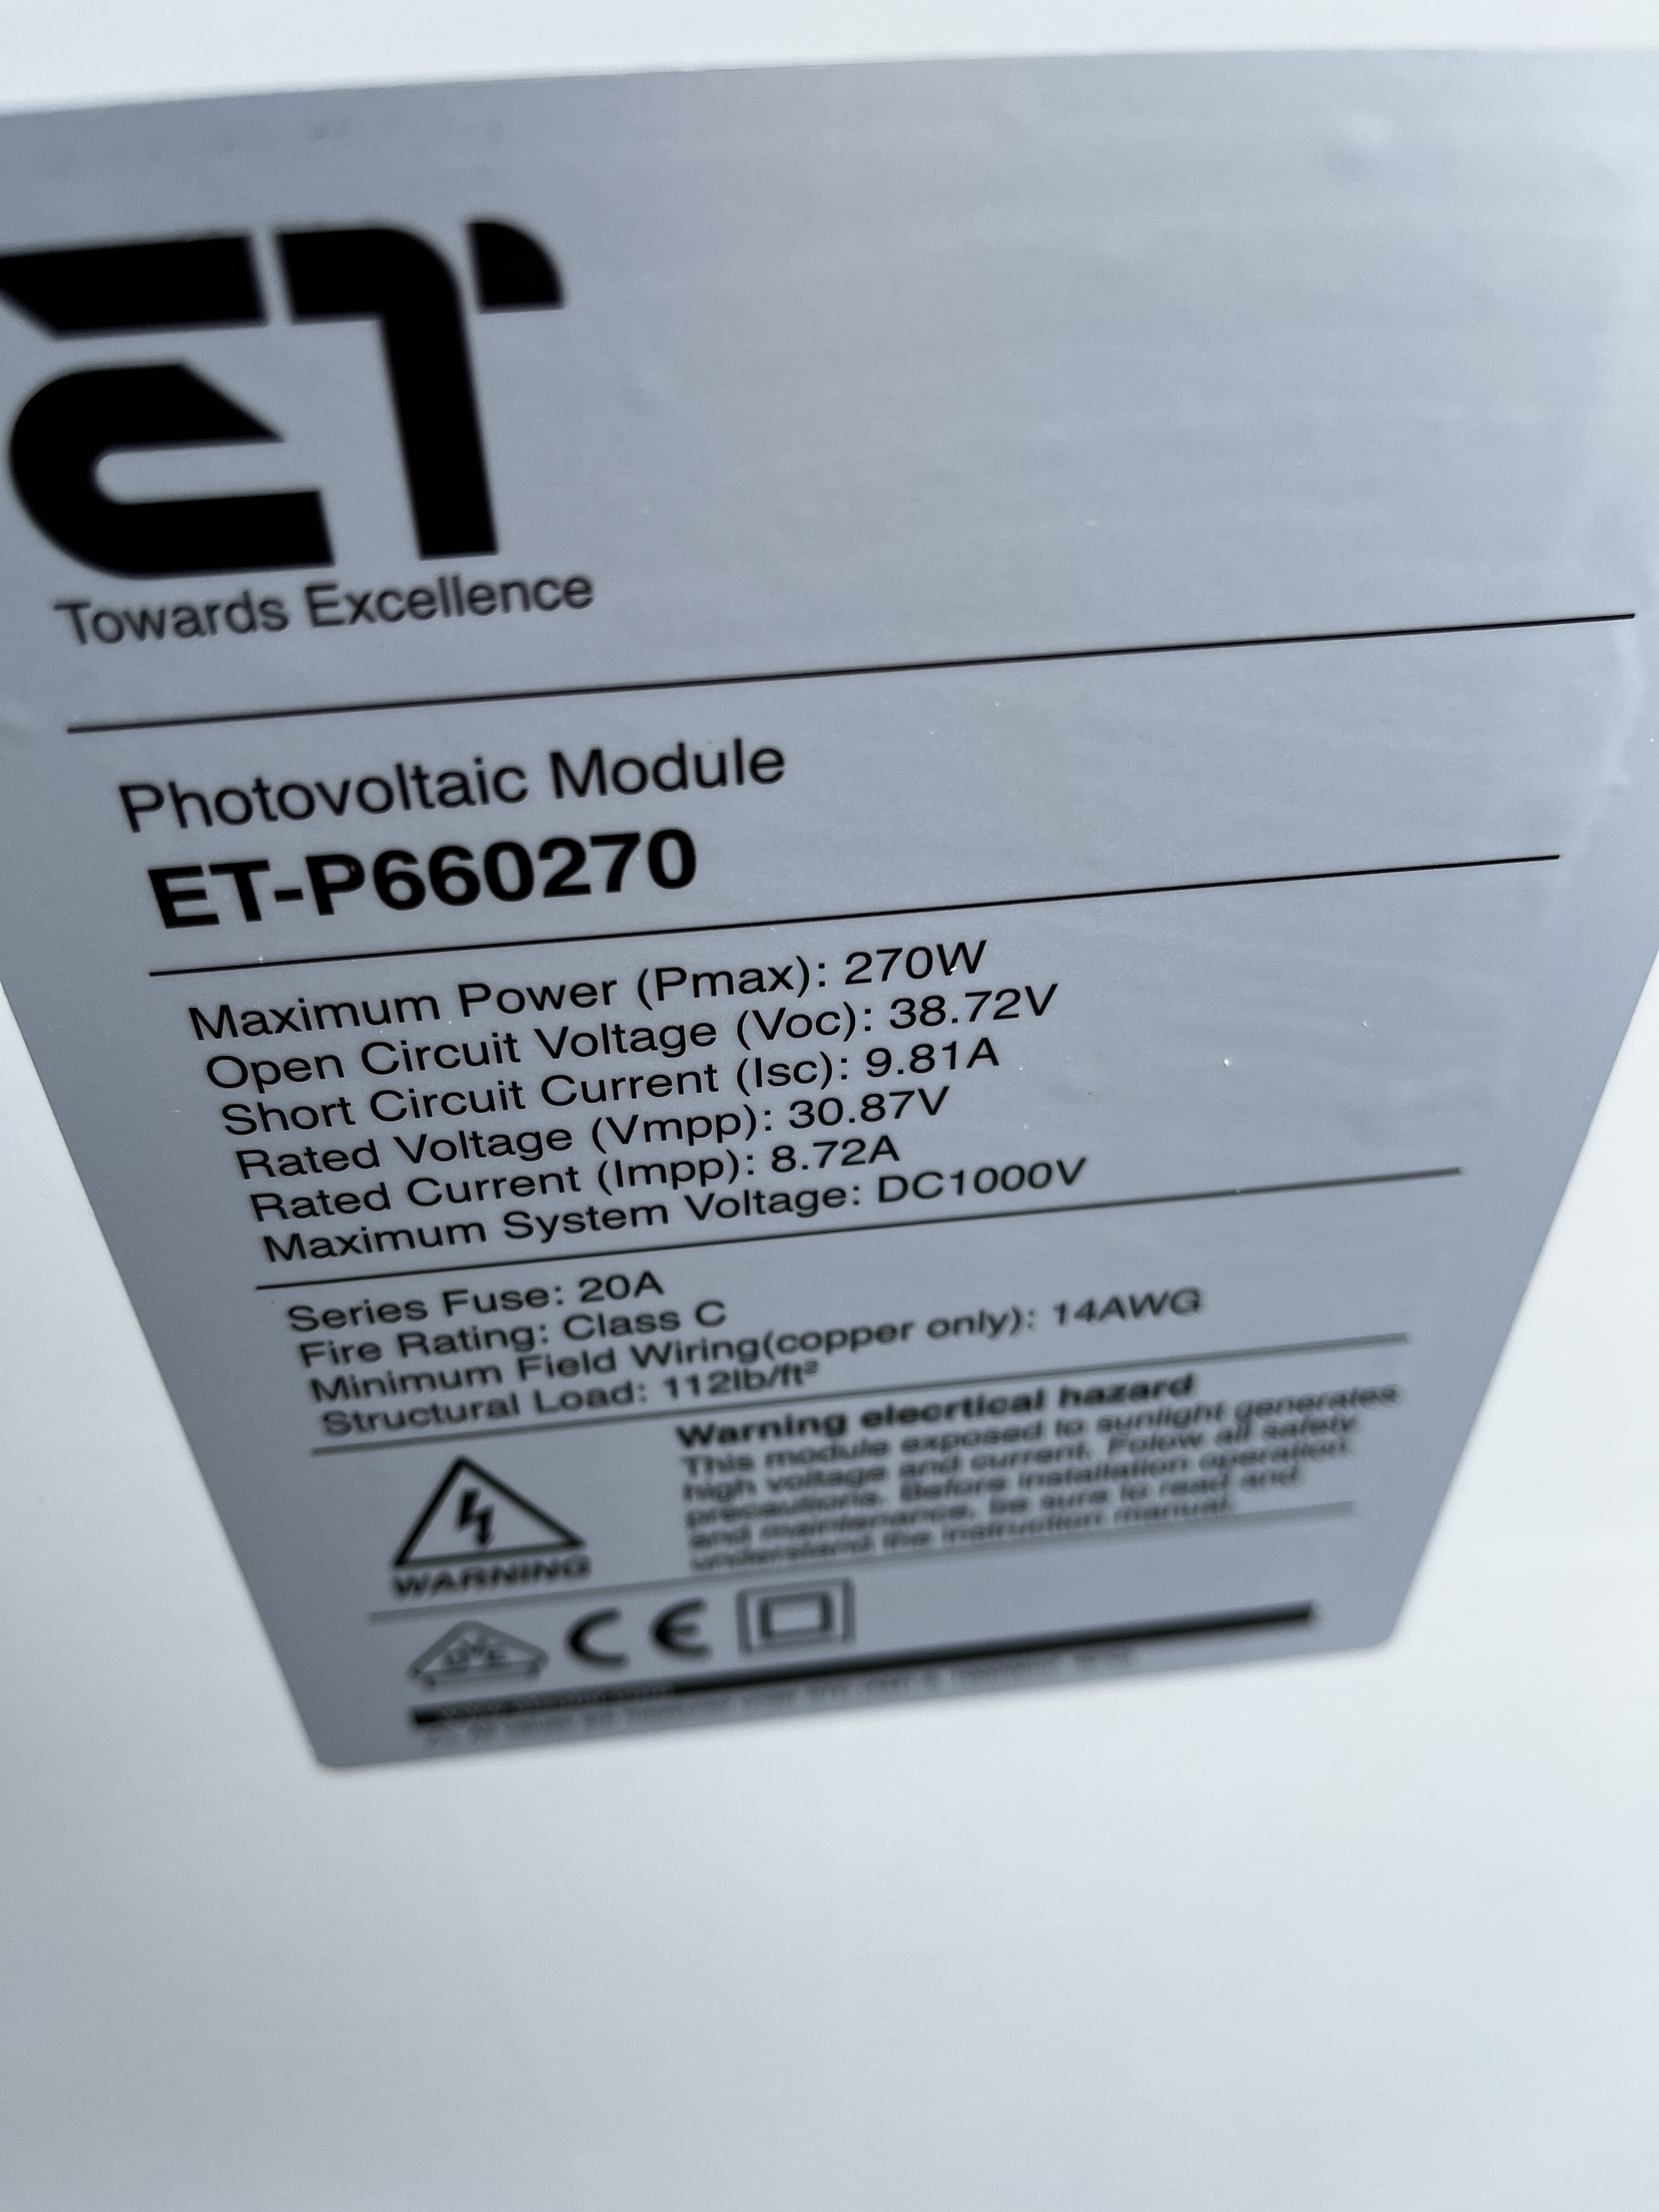 ET
Towards Excellence
Photovoltaic Module
ET-P660270
Maximum Power (Pmax): 270W
Open Circuit Voltage (Voc): 38.72V
Short Circuit Current (Isc): 9.81A
Rated Voltage (Vmpp): 30.87V
Rated Current (Impp): 8.72A
Maximum System Voltage: DC1000V
Series Fuse: 20A
Fire Rating: Class C
Minimum Field Wiring(copper only): 14AWG
Structural Load: 112lb/ft²
Warning elecrtical hazard
This module exposed to sunlight generates
high voltage and current. Folow all safety
precautions. Before installation operation
and maintenance, be sure to read and
understand the instruction manual.
WARNING
CE